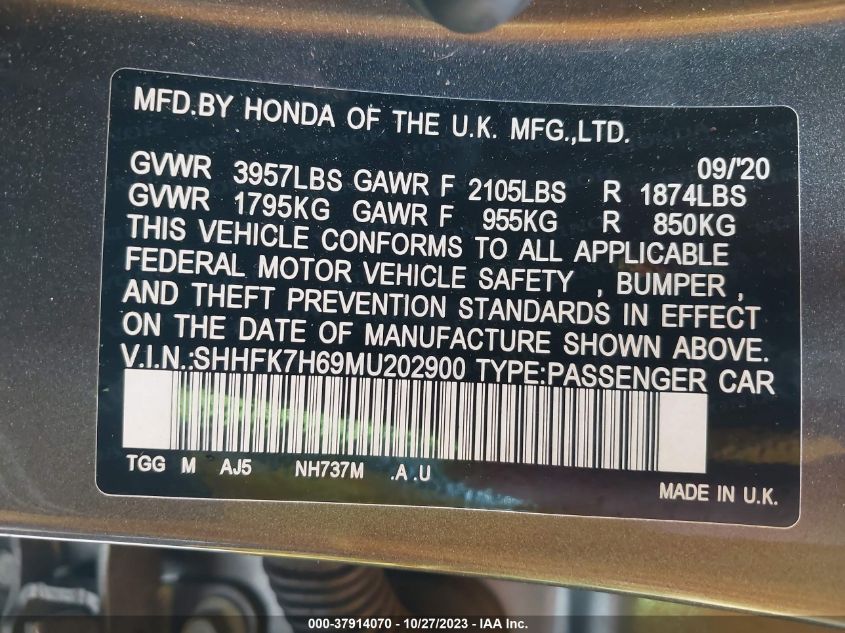 MFD.BY HONDA OF THE U.K. MFG.,LTD.
09/'20
GVWR 3957LBS GAWR F 2105LBS R 1874LBS
GVWR 1795KG GAWR F 955KG R 850KG
THIS VEHICLE CONFORMS TO ALL APPLICABLE
FEDERAL MOTOR VEHICLE SAFETY , BUMPER ,
AND THEFT PREVENTION STANDARDS IN EFFECT
ON THE DATE OF MANUFACTURE SHOWN ABOVE.
V.I.N.:SHHFK7H69MU202900 TYPE:PASSENGER CAR
TGG M AJ5 NH737M .A .U
MADE IN U.K.
000-37914070 | 10/27/2023 - IAA Inc.